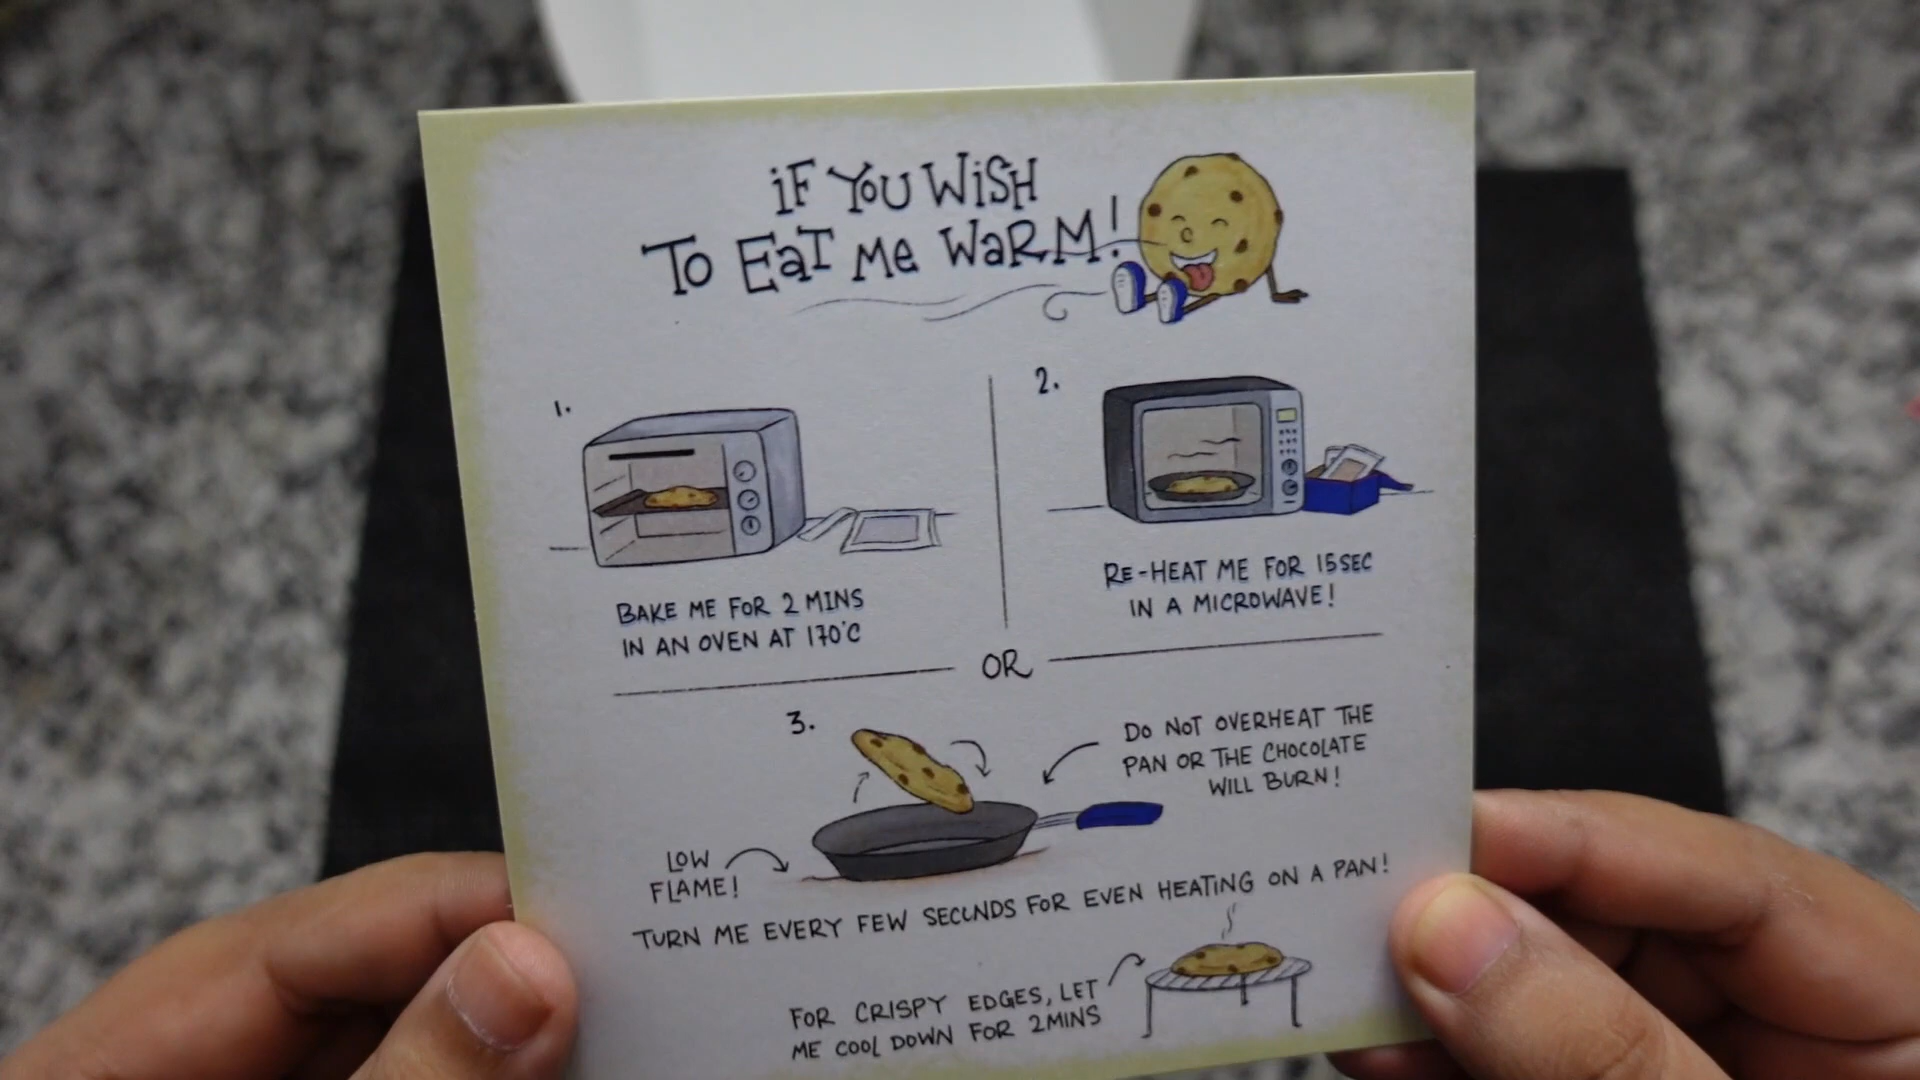 iF YOU WiSH
TO EaT Me WaRM!
1.
BAKE ME FOR 2 MINS
IN AN OVEN AT 170°C
2.
RE-HEAT ME FOR 15SEC
IN A MICROWAVE!
OR
3.
DO NOT OVERHEAT THE
PAN OR THE CHOCOLATE
WILL BURN!
LOW
FLAME!
TURN ME EVERY FEW SECONDS FOR EVEN HEATING ON A PAN!
FOR CRISPY EDGES, LET
ME COOL DOWN FOR 2MINS